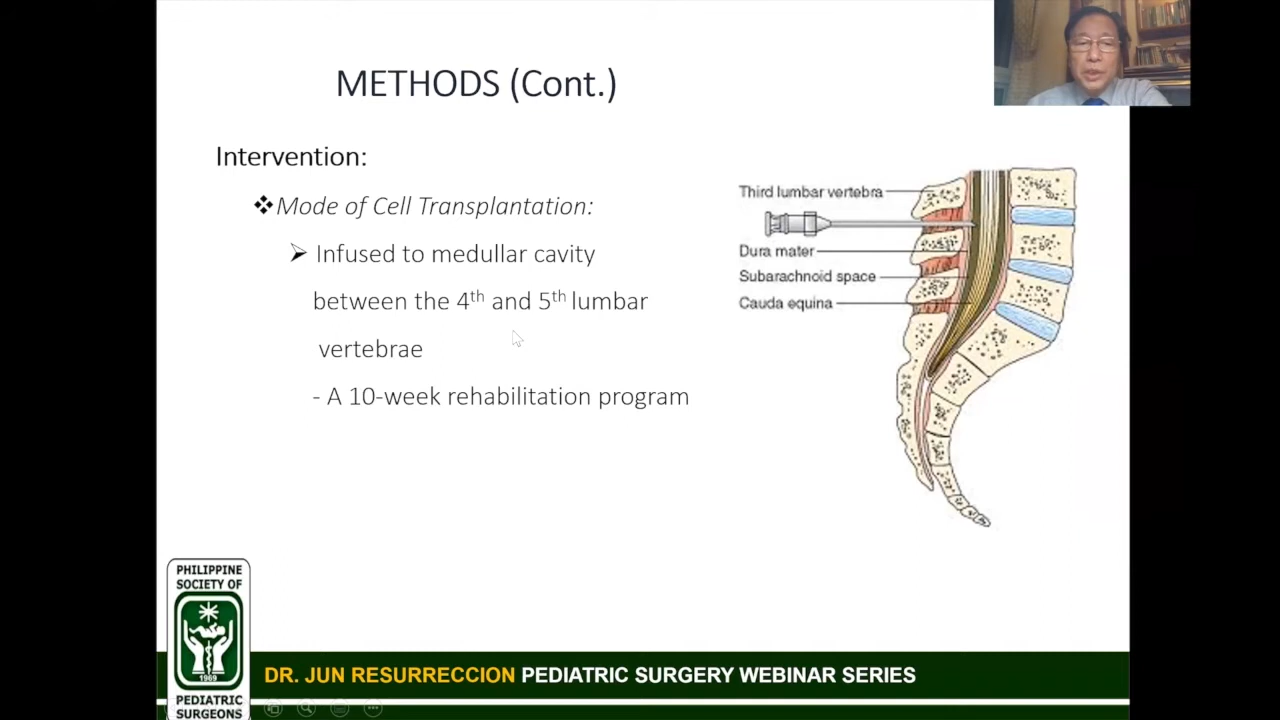 METHODS (Cont.)
Intervention:
❖Mode of Cell Transplantation:
➢ Infused to medullar cavity
between the 4th and 5th lumbar
vertebrae
- A 10-week rehabilitation program
Third lumbar vertebra
Dura mater
Subarachnoid space
Cauda equina
PHILIPPINE
SOCIETY OF
1969
PEDIATRIC
SURGEONS
DR. JUN RESURRECCION PEDIATRIC SURGERY WEBINAR SERIES